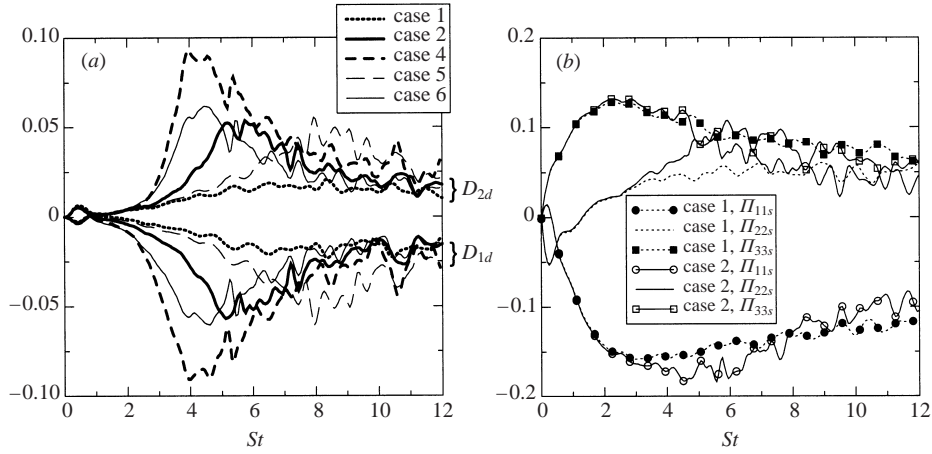 (a)
0.10
0.05
0
−0.05
−0.10
0
2
4
6
8
10
12
St
case 1
case 2
case 4
case 5
case 6
D2d
D1d
(b)
0.2
0.1
0
−0.1
−0.2
0
2
4
6
8
10
12
St
case 1, Π11s
case 1, Π22s
case 1, Π33s
case 2, Π11s
case 2, Π22s
case 2, Π33s